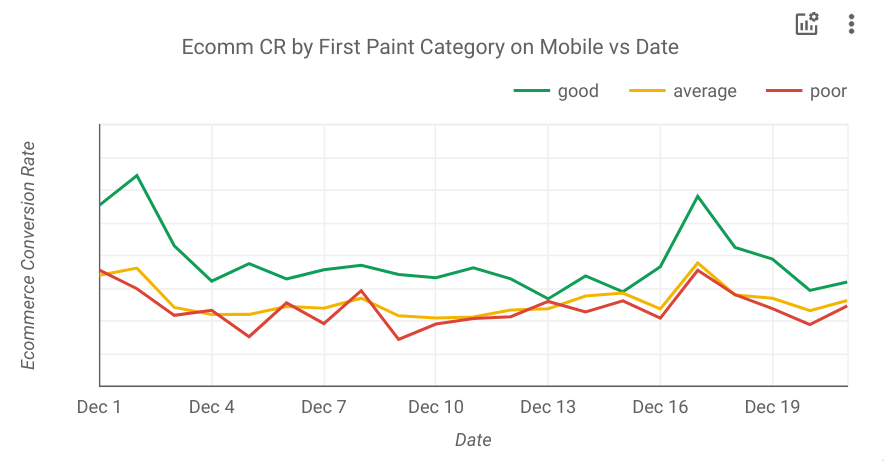 Ecomm CR by First Paint Category on Mobile vs Date
good average poor
Ecommerce Conversion Rate
Dec 1 Dec 4 Dec 7 Dec 10 Dec 13 Dec 16 Dec 19
Date